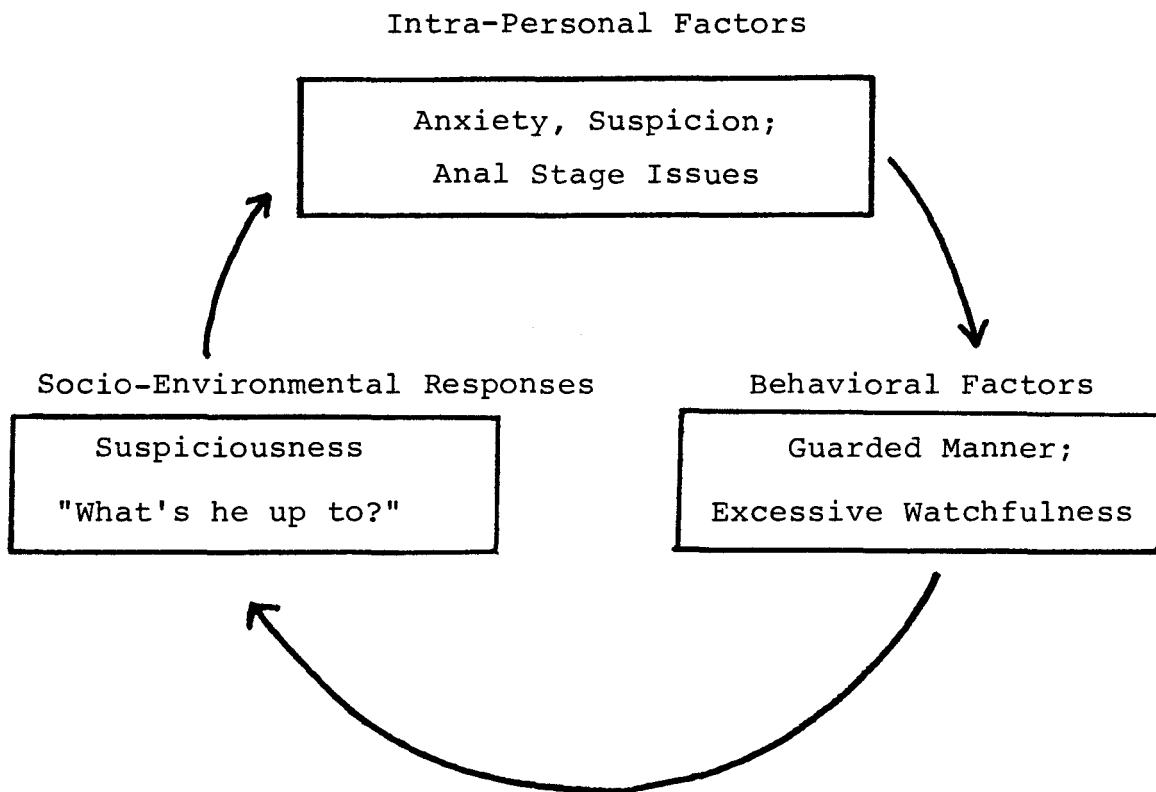 Intra-Personal Factors
Anxiety, Suspicion;
Anal Stage Issues
Socio-Environmental Responses
Suspiciousness
"What's he up to?"
Behavioral Factors
Guarded Manner;
Excessive Watchfulness